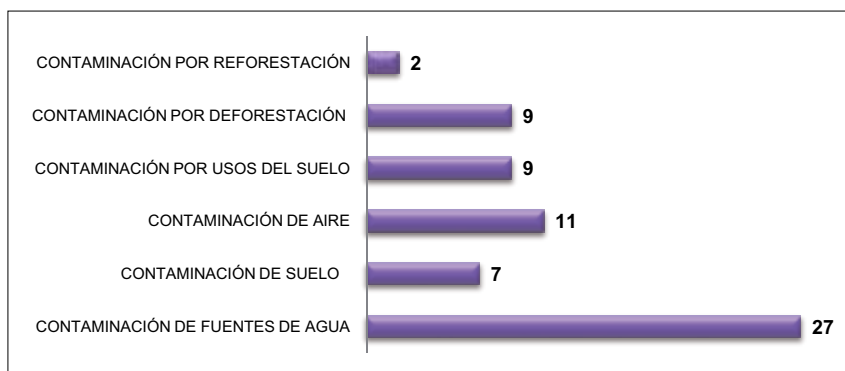 CONTAMINACIÓN POR REFORESTACIÓN 2
CONTAMINACIÓN POR DEFORESTACIÓN 9
CONTAMINACIÓN POR USOS DEL SUELO 9
CONTAMINACIÓN DE AIRE 11
CONTAMINACIÓN DE SUELO 7
CONTAMINACIÓN DE FUENTES DE AGUA 27